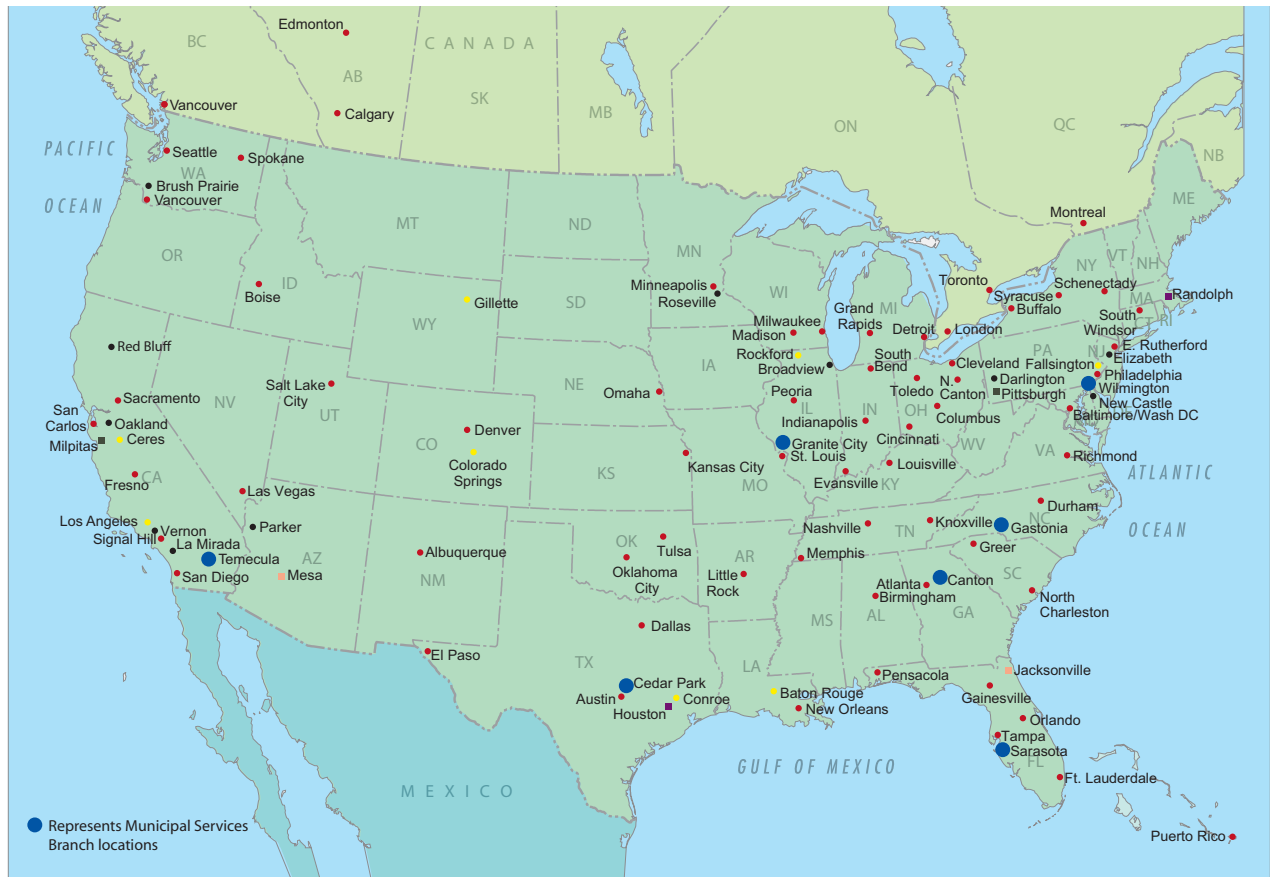 Edmonton
BC
CANADA
AB
SK
MB
ON
QC
NB
Vancouver
Calgary
PACIFIC
OCEAN
Seattle
Spokane
WA
Brush Prairie
Vancouver
ME
MT
ND
MN
Montreal
OR
ID
Boise
VT
NH
NY
WI
MI
Minneapolis
Roseville
Toronto
Syracuse
Schenectady
Buffalo
MA
Randolph
Gillette
SD
WY
Grand
Rapids
Milwaukee
Madison
Detroit
London
South
Windsor
CT
RI
Red Bluff
IA
Rockford
Broadview
South
Bend
Cleveland
PA
NJ
E. Rutherford
Elizabeth
Fallsington
Philadelphia
Wilmington
New Castle
Baltimore/Wash DC
Salt Lake
City
NE
Omaha
Peoria
IL
IN
OH
Toledo
N.
Canton
Darlington
Pittsburgh
Sacramento
NV
UT
San
Carlos
Oakland
Ceres
Milpitas
CO
Denver
Colorado
Springs
Indianapolis
Cincinnati
Columbus
WV
VA
Granite City
St. Louis
Richmond
ATLANTIC
OCEAN
KS
Kansas City
MO
Evansville
Louisville
KY
Fresno
CA
Las Vegas
Durham
Los Angeles
Vernon
Signal Hill
La Mirada
Temecula
San Diego
Parker
AZ
Mesa
Albuquerque
NM
OK
Tulsa
Oklahoma
City
AR
Little
Rock
Nashville
TN
Knoxville
Memphis
NC
Gastonia
Greer
SC
Atlanta
Canton
Birmingham
North
Charleston
MS
AL
GA
Dallas
El Paso
TX
LA
Cedar Park
Austin
Conroe
Houston
Baton Rouge
New Orleans
Pensacola
Jacksonville
Gainesville
Orlando
Tampa
Sarasota
FL
Ft. Lauderdale
GULF OF MEXICO
MEXICO
Puerto Rico
Represents Municipal Services
Branch locations